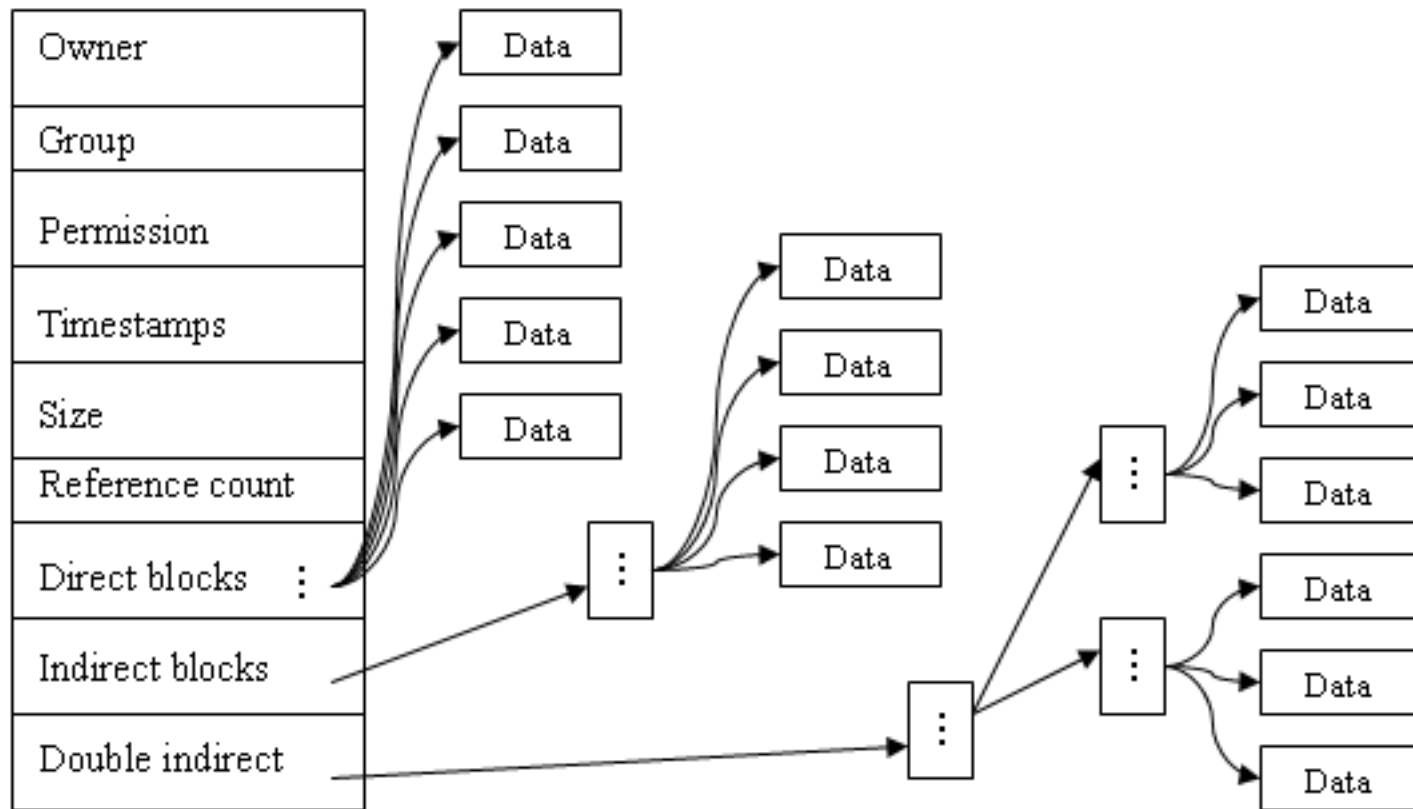 Owner
Group
Permission
Timestamps
Size
Reference count
Direct blocks ⋮
Indirect blocks
Double indirect
Data
Data
Data
Data
Data
⋮
Data
Data
Data
Data
⋮
⋮
⋮
Data
Data
Data
Data
Data
Data